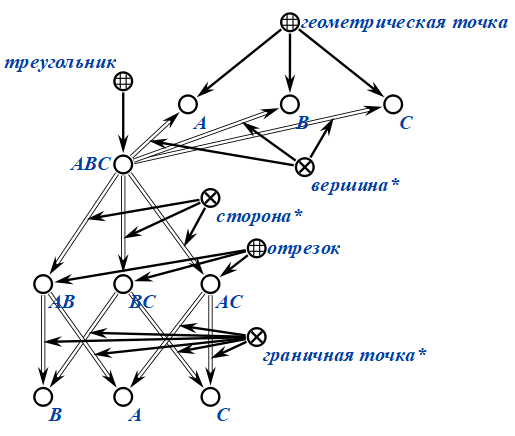 геометрическая точка
треугольник
A
B
C
ABC
вершина*
сторона*
отрезок
AB
BC
AC
граничная точка*
B
A
C